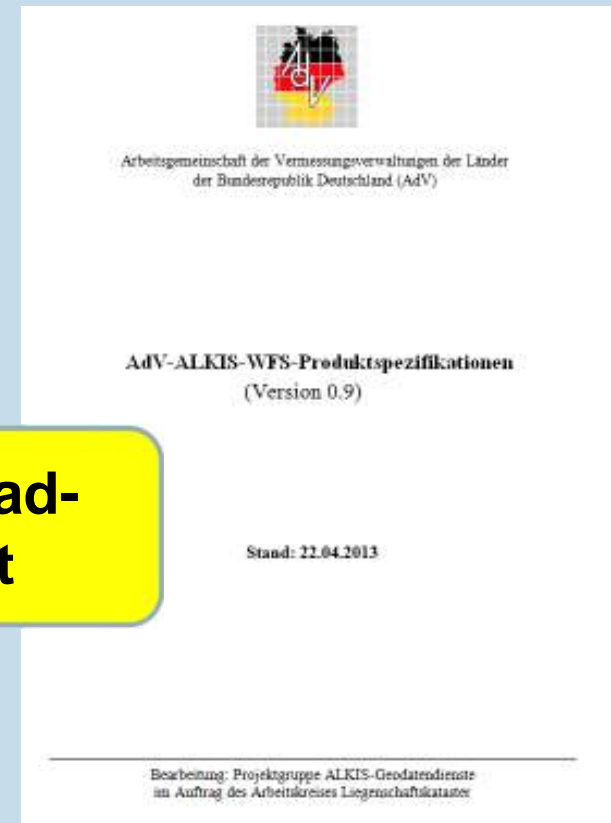 AdV
Arbeitsgemeinschaft der Vermessungsverwaltungen der Länder
der Bundesrepublik Deutschland (AdV)
AdV-ALKIS-WFS-Produktspezifikationen
(Version 0.9)
ad-
t
Stand: 22.04.2013
Bearbeitung: Projektgruppe ALKIS-Geodatendienste
im Auftrag des Arbeitskreises Liegenschaftskataster